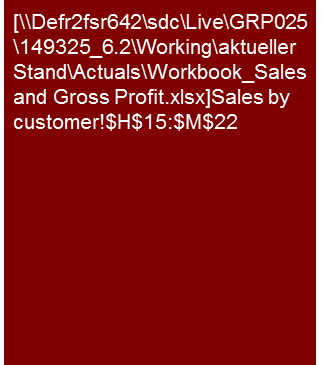 [\\Defr2fsr642\sdc\Live\GRP025
\149325_6.2\Working\aktueller
Stand\Actuals\Workbook_Sales
and Gross Profit.xlsx]Sales by
customer!$H$15:$M$22